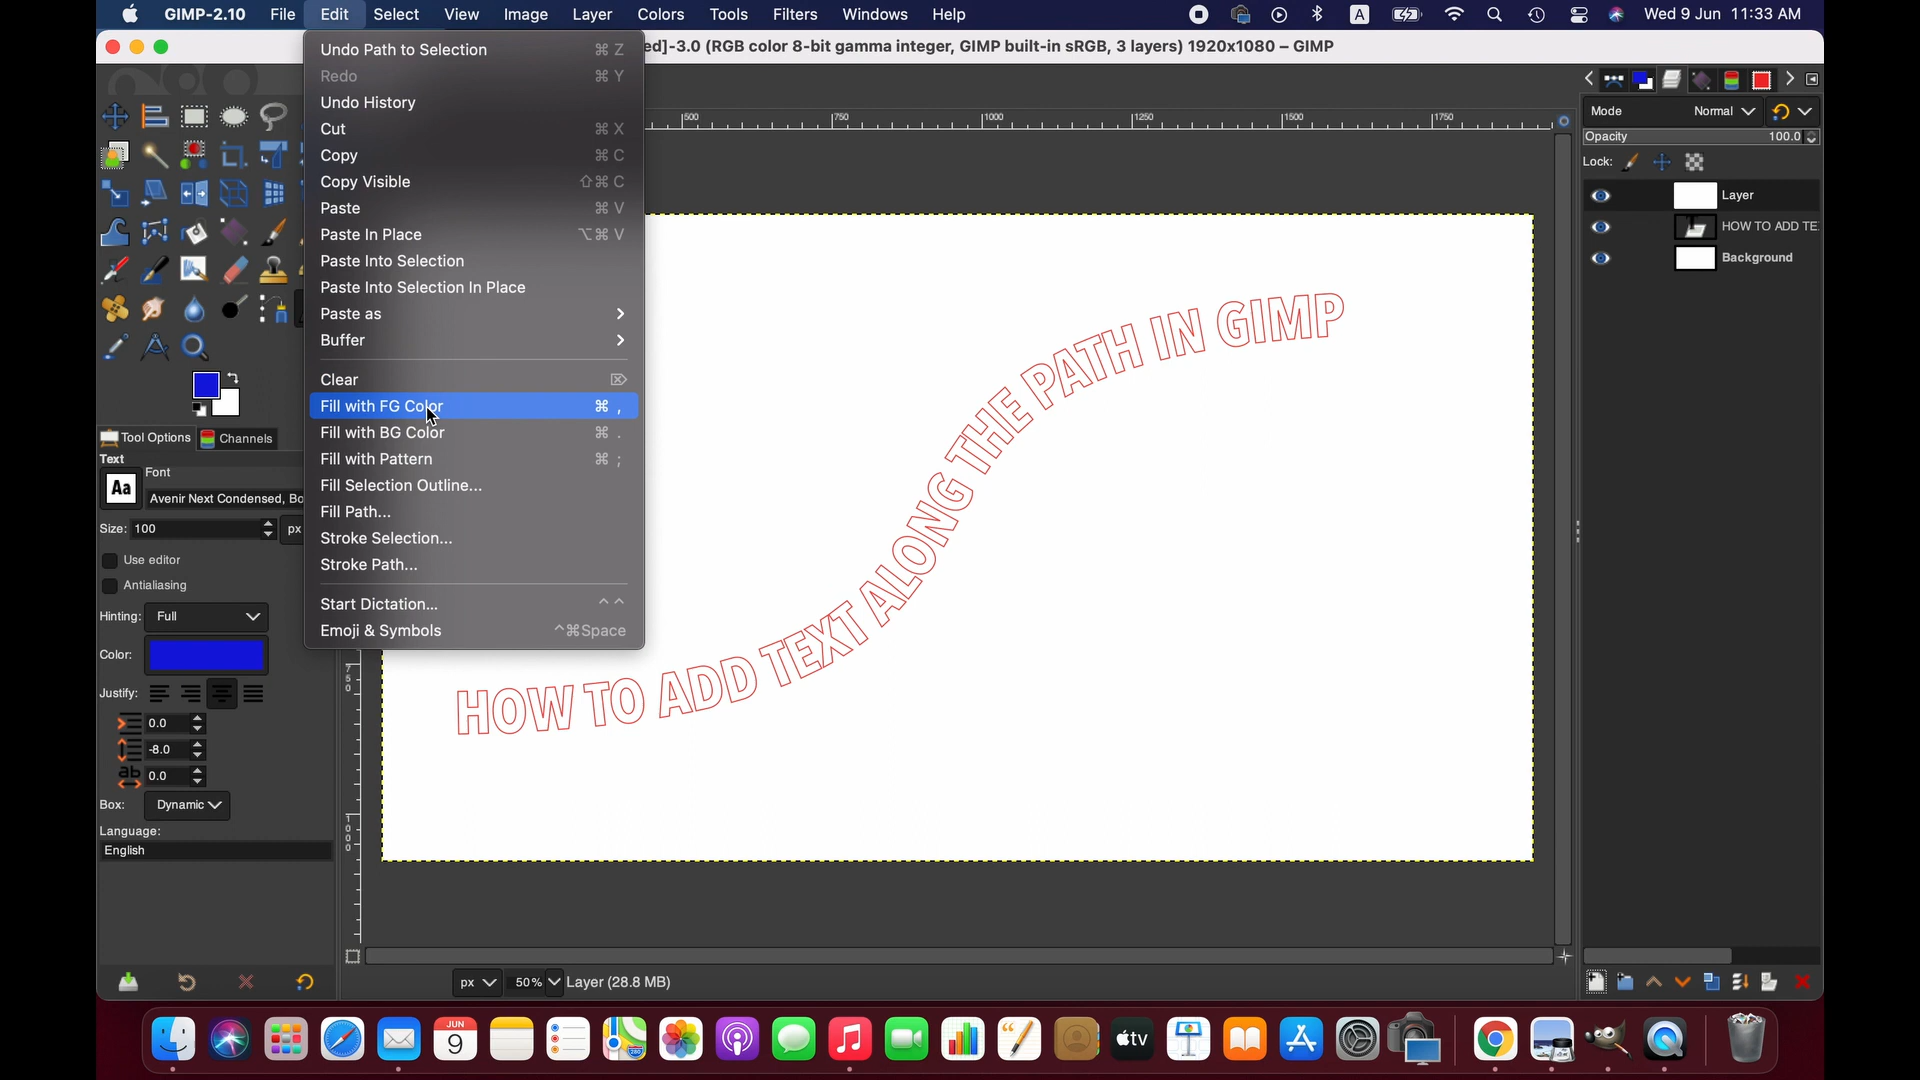 GIMP-2.10 File Edit Select View Image Layer Colors Tools Filters Windows Help A Wed 9 Jun 11:33 AM
ed]-3.0 (RGB color 8-bit gamma integer, GIMP built-in sRGB, 3 layers) 1920x1080 – GIMP
Undo Path to Selection ⌘ Z
Redo ⌘ Y
Undo History
Cut ⌘ X
Copy ⌘ C
Copy Visible ⇧⌘ C
Paste ⌘ V
Paste In Place ⌥⌘ V
Paste Into Selection
Paste Into Selection In Place
Paste as
Buffer
Clear ⌦
Fill with FG Color ⌘ ,
Fill with BG Color ⌘ .
Fill with Pattern ⌘ ;
Fill Selection Outline...
Fill Path...
Stroke Selection...
Stroke Path...
Start Dictation... ^ ^
Emoji & Symbols ^⌘Space
500 750 1000 1250 1500 1750
750
1000
HOW TO ADD TEXT ALONG THE PATH IN GIMP
Tool Options Channels
Text
Font
Aa Avenir Next Condensed, Bo
Size: 100 px
Use editor
Antialiasing
Hinting: Full
Color:
Justify:
0.0
-8.0
ab 0.0
Box: Dynamic
Language:
English
px 50% Layer (28.8 MB)
Mode Normal
Opacity 100.0
Lock:
Layer
HOW TO ADD TE
Background
JUN
9
tv